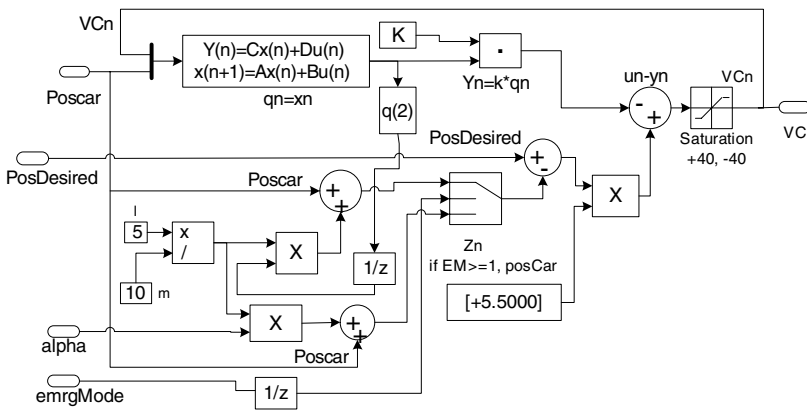 VCn
Poscar
Y(n)=Cx(n)+Du(n)
x(n+1)=Ax(n)+Bu(n)
qn=xn
K
.
Yn=k*qn
un-yn
-
+
VCn
Saturation
+40, -40
VC
q(2)
PosDesired
PosDesired
+
-
Poscar
+
+
l
5
x
/
10 m
X
1/z
Zn
if EM>=1, posCar
X
[+5.5000]
alpha
X
+
+
Poscar
emrgMode
1/z